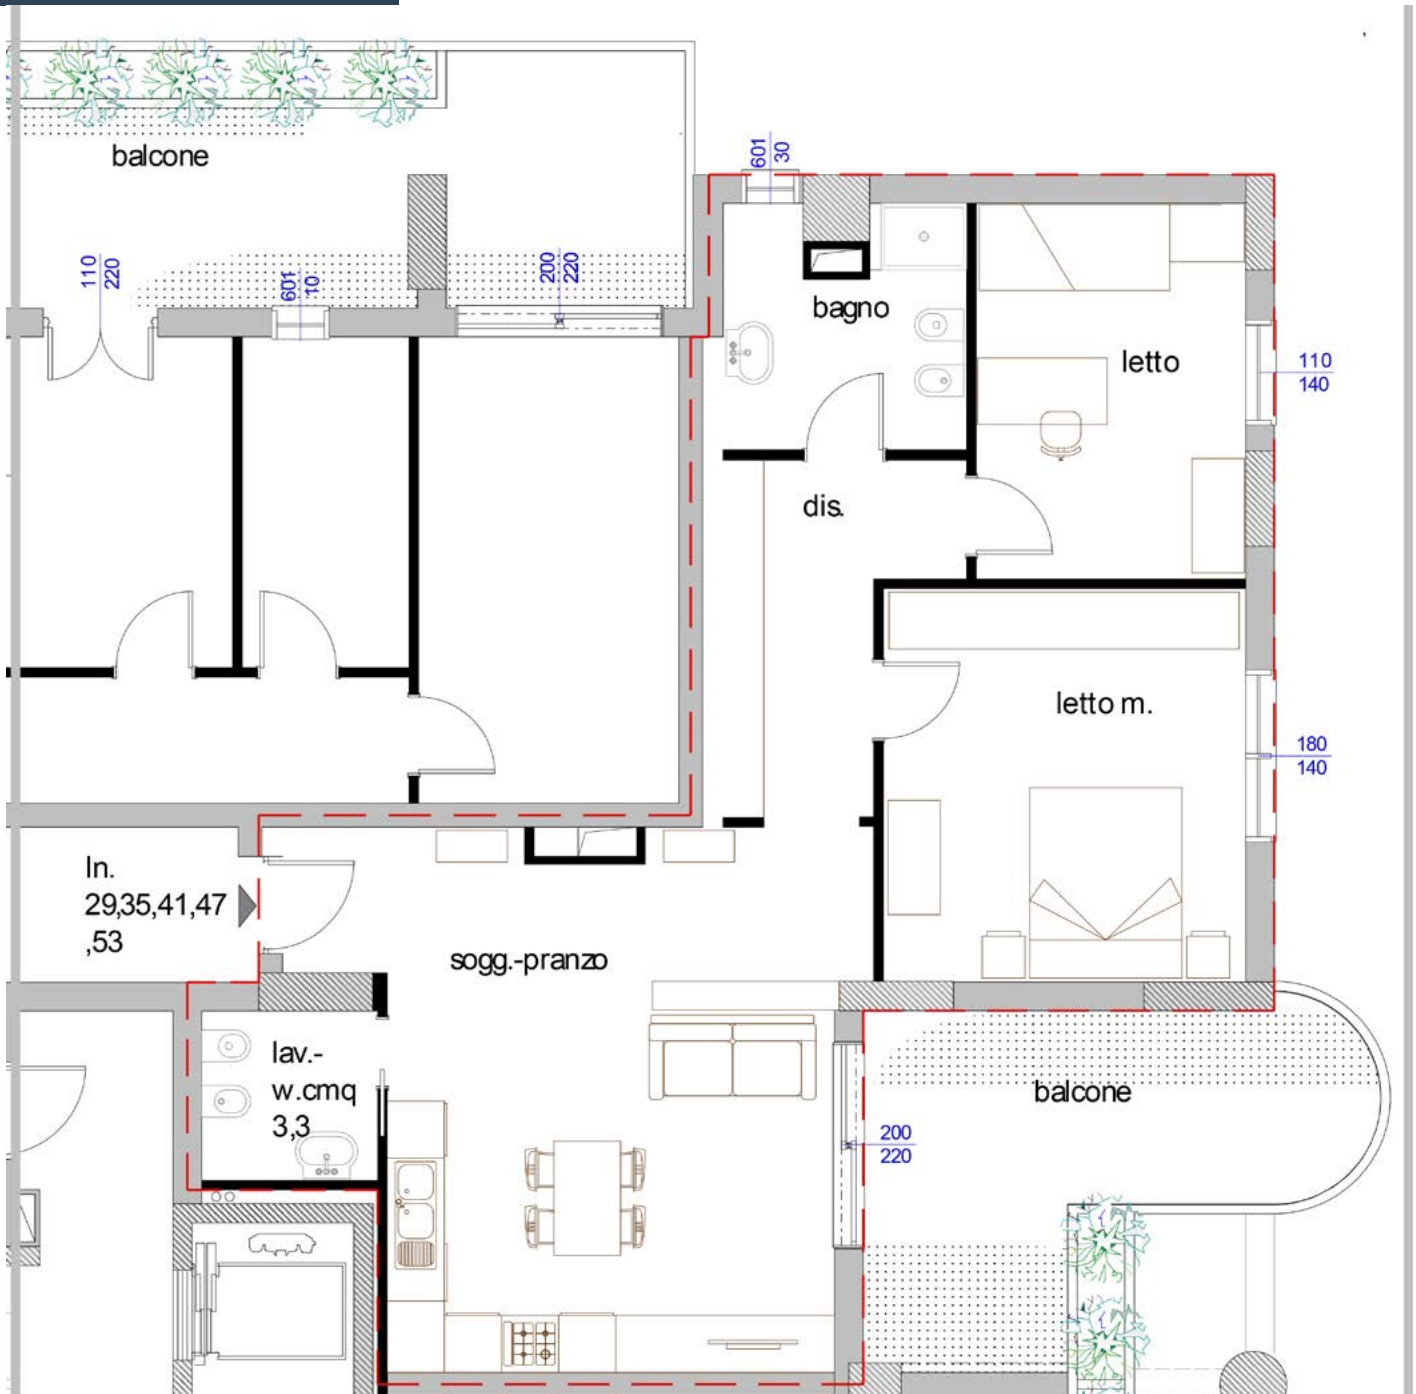 balcone
601
30
110
220
601
10
200
220
bagno
letto
110
140
dis.
letto m.
180
140
In.
29,35,41,47
,53
sogg.-pranzo
lav.-
w.cmq
3,3
balcone
200
220